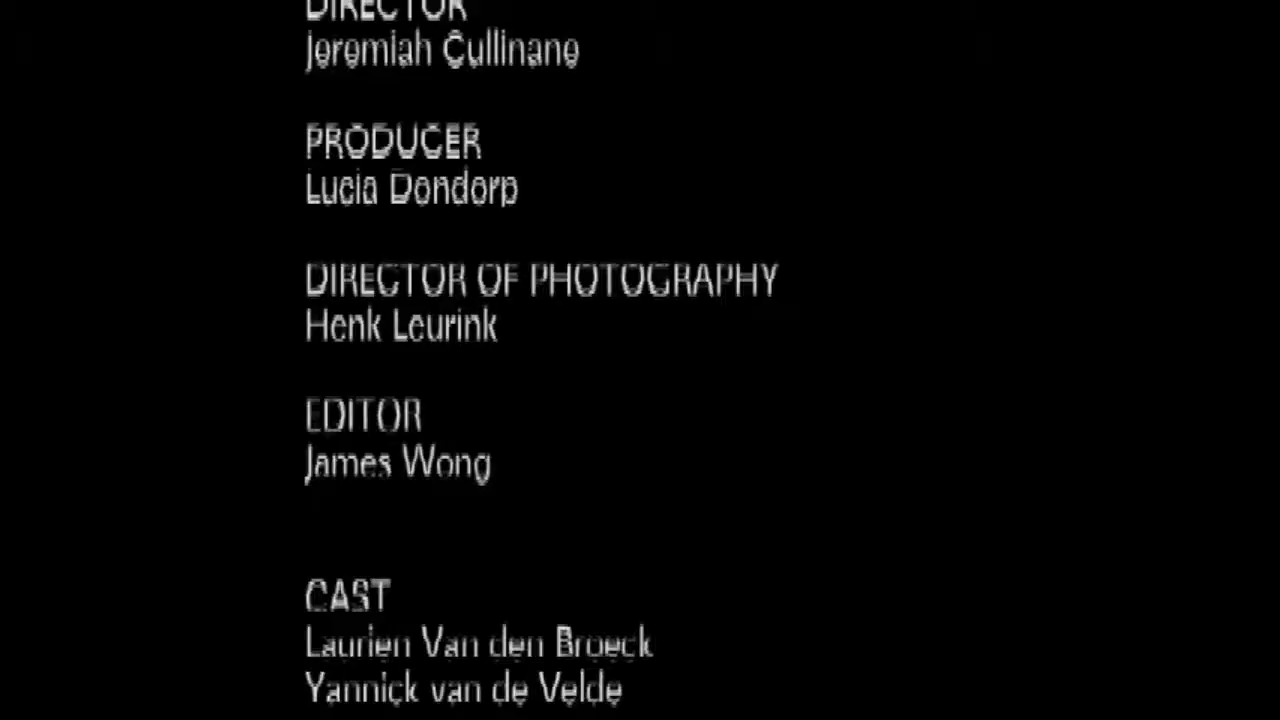 DIRECTOR
Jeremiah Cullinane
PRODUCER
Lucia Dondorp
DIRECTOR OF PHOTOGRAPHY
Henk Leurink
EDITOR
James Wong
CAST
Laurien Van den Broeck
Yannick van de Velde